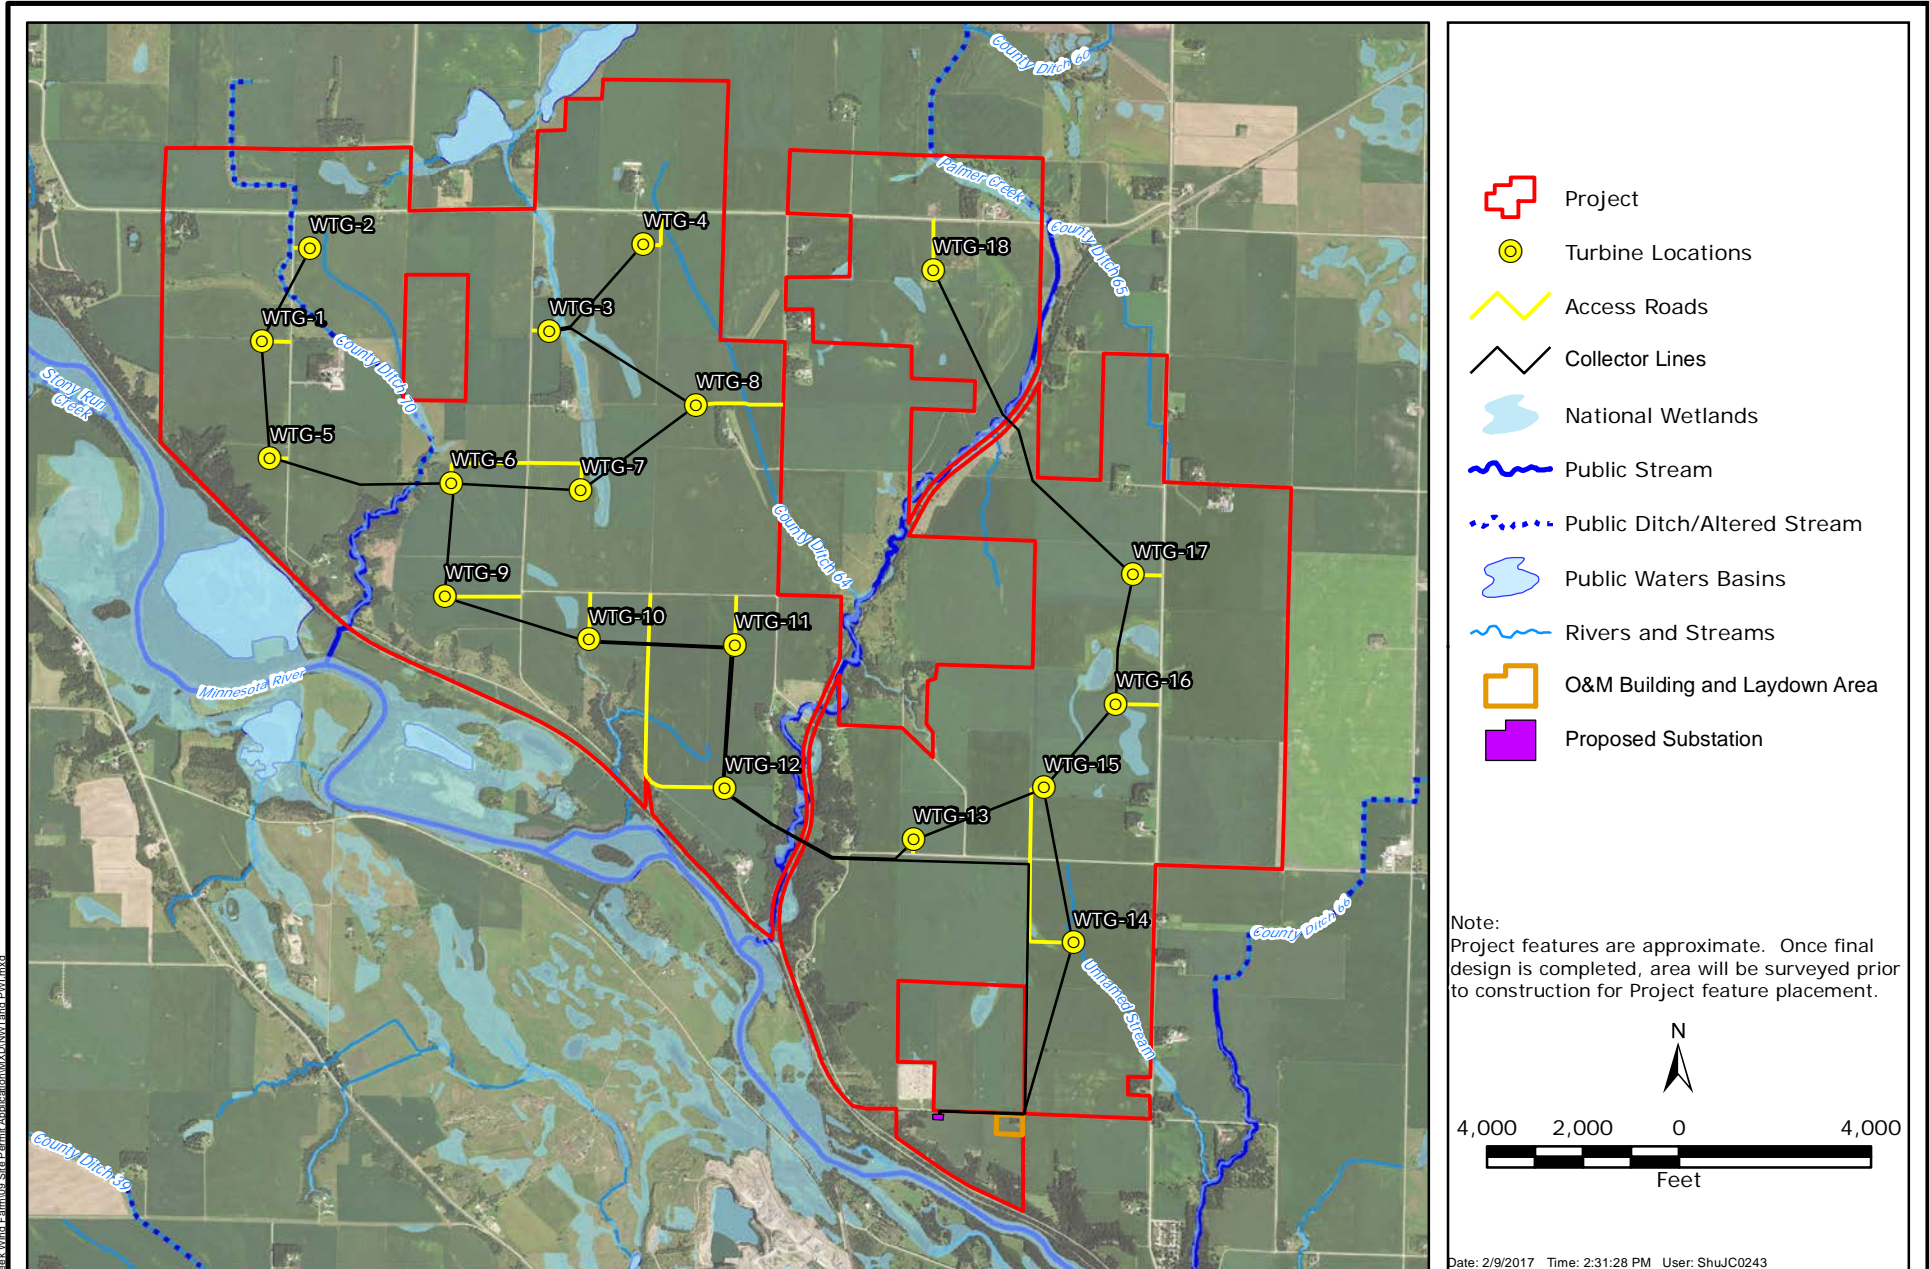 County Ditch 60
Palmer Creek
County Ditch 65
WTG-2
WTG-4
WTG-18
WTG-3
WTG-1
County Ditch 70
Stony Run
Creek
WTG-8
WTG-5
WTG-6
WTG-7
County Ditch 64
WTG-17
WTG-9
WTG-10
WTG-11
Minnesota River
WTG-16
WTG-12
WTG-15
WTG-13
WTG-14
County Ditch 66
Unnamed Stream
County Ditch 39
Project
Turbine Locations
Access Roads
Collector Lines
National Wetlands
Public Stream
Public Ditch/Altered Stream
Public Waters Basins
Rivers and Streams
O&M Building and Laydown Area
Proposed Substation
Note:
Project features are approximate. Once final
design is completed, area will be surveyed prior
to construction for Project feature placement.
N
4,000 2,000 0 4,000
Feet
Date: 2/9/2017 Time: 2:31:28 PM User: ShuJC0243